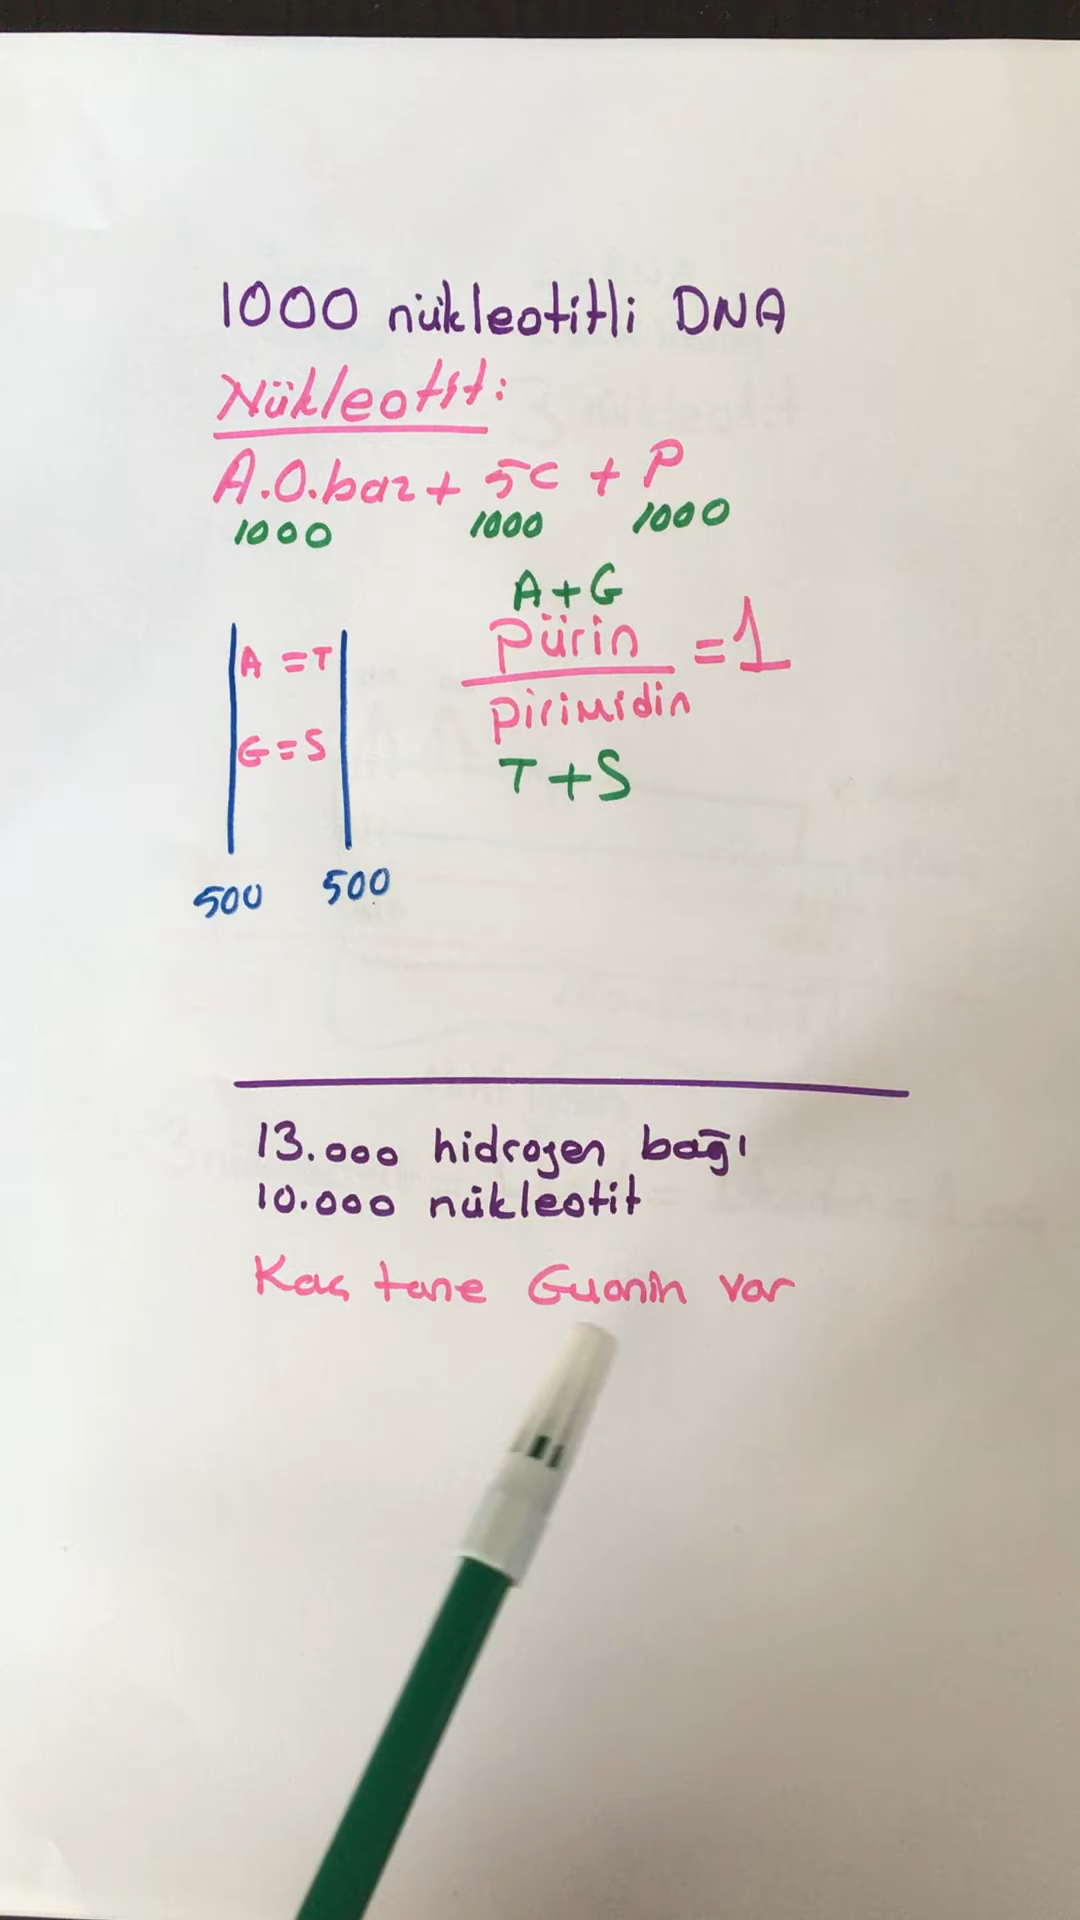 1000 nükleotitli DNA
Nükleotit:
A.O.baz + 5C + P
1000 1000 1000
A = T
G = S
500 500
A+G
pürin
pirimidin
= 1
T+S
13.000 hidrojen bağı
10.000 nükleotit
Kaç tane Guanin var